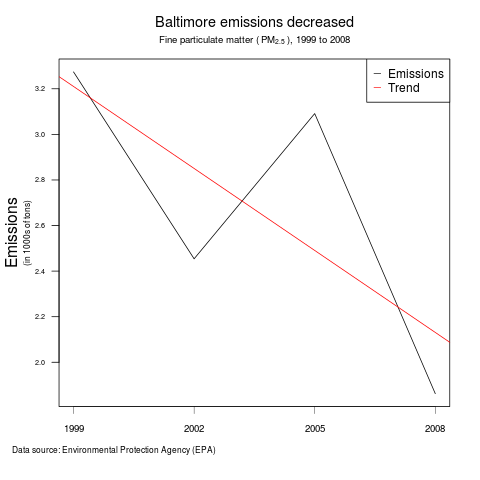 Baltimore emissions decreased
Fine particulate matter ( PM2.5 ), 1999 to 2008
Emissions
Trend
3.2
3.0
2.8
2.6
2.4
2.2
2.0
Emissions
(in 1000s of tons)
1999 2002 2005 2008
Data source: Environmental Protection Agency (EPA)